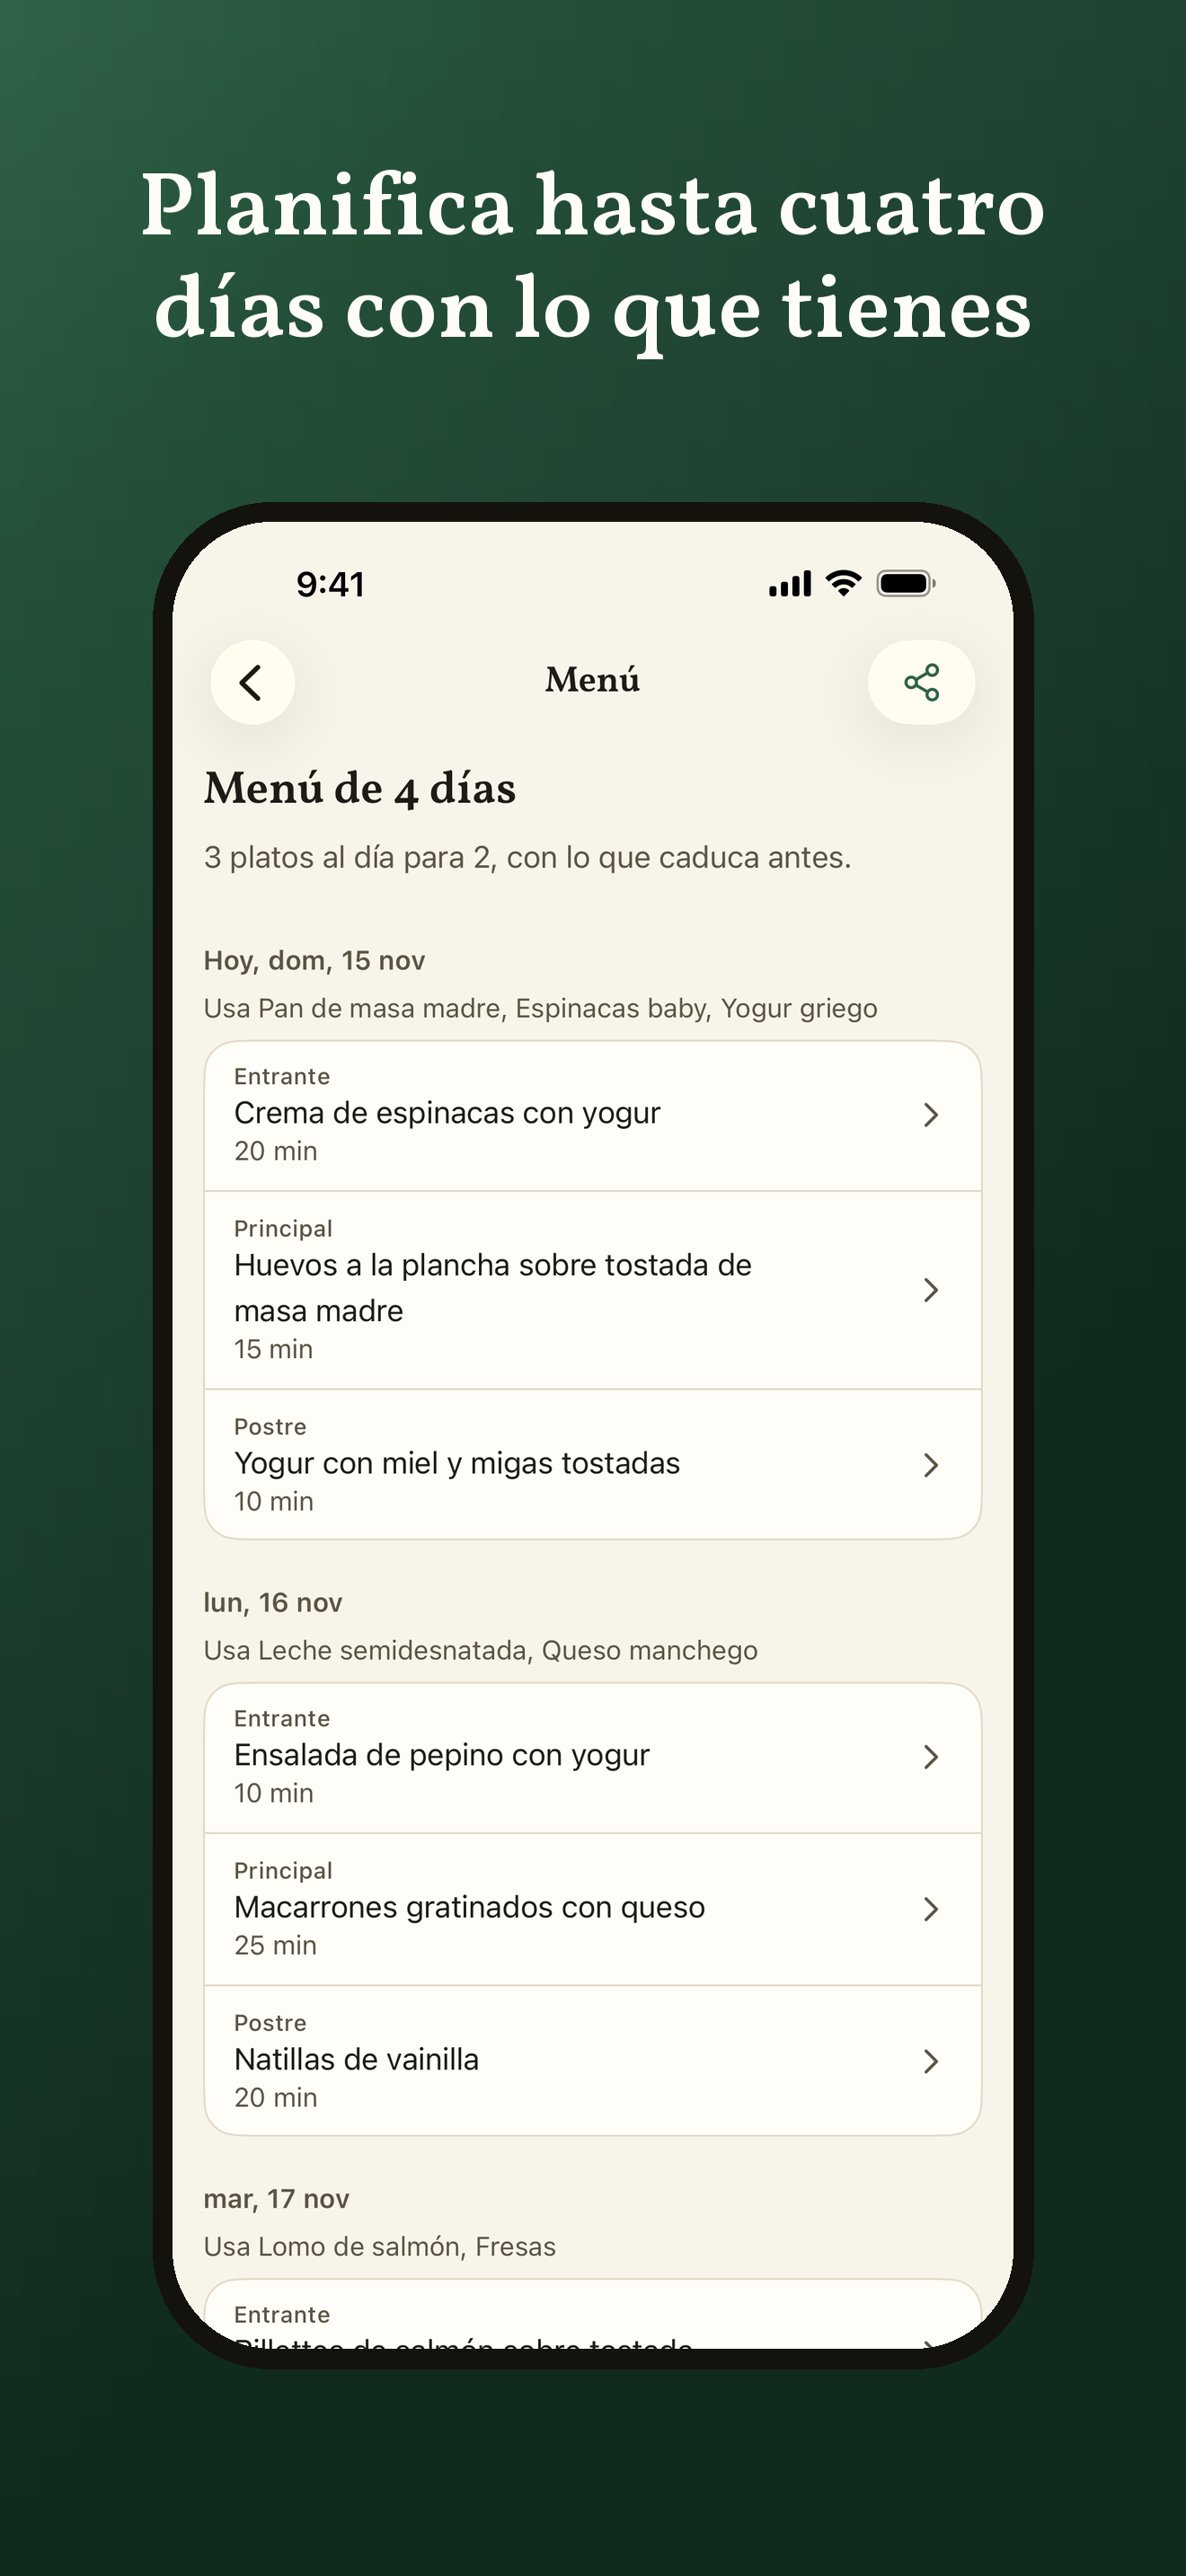 Planifica hasta cuatro
días con lo que tienes
9:41
Menú
Menú de 4 días
3 platos al día para 2, con lo que caduca antes.
Hoy, dom, 15 nov
Usa Pan de masa madre, Espinacas baby, Yogur griego
Entrante
Crema de espinacas con yogur
20 min
Principal
Huevos a la plancha sobre tostada de
masa madre
15 min
Postre
Yogur con miel y migas tostadas
10 min
lun, 16 nov
Usa Leche semidesnatada, Queso manchego
Entrante
Ensalada de pepino con yogur
10 min
Principal
Macarrones gratinados con queso
25 min
Postre
Natillas de vainilla
20 min
mar, 17 nov
Usa Lomo de salmón, Fresas
Entrante
Rillettes de salmón sobre tostada